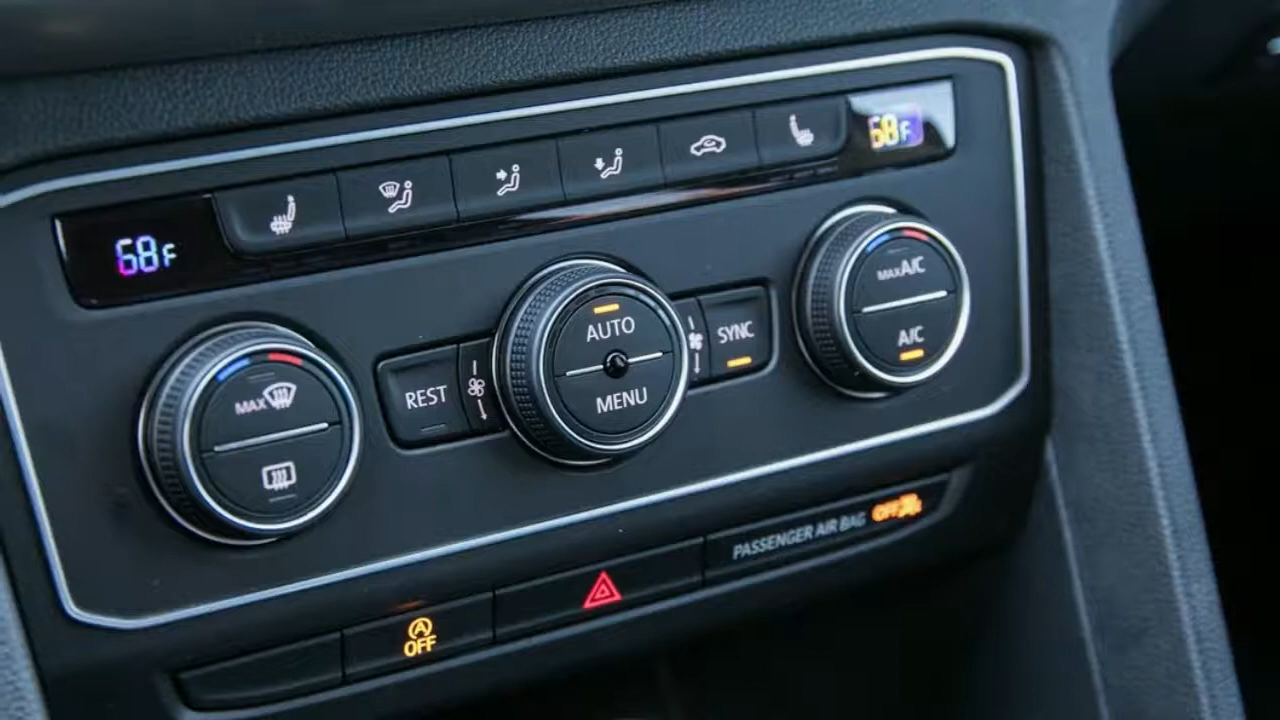 68F
68F
MAX
REST
AUTO
MENU
SYNC
MAX A/C
A/C
PASSENGER AIR BAG OFF
A
OFF